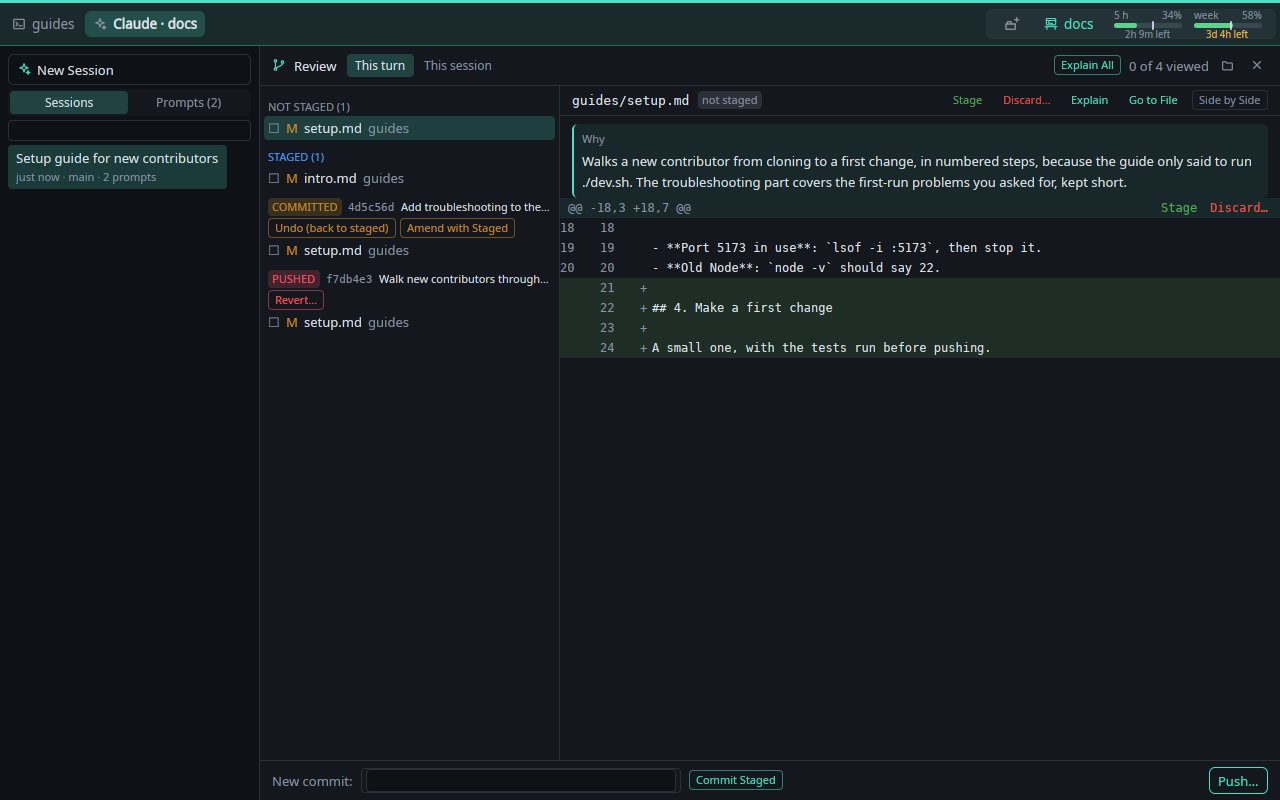 guides
Claude · docs
docs
5 h 34%
2h 9m left
week 58%
3d 4h left
New Session
Sessions
Prompts (2)
Setup guide for new contributors
just now · main · 2 prompts
Review
This turn
This session
Explain All
0 of 4 viewed
NOT STAGED (1)
M setup.md guides
STAGED (1)
M intro.md guides
COMMITTED 4d5c56d Add troubleshooting to the…
Undo (back to staged)
Amend with Staged
M setup.md guides
PUSHED f7db4e3 Walk new contributors through…
Revert…
M setup.md guides
guides/setup.md not staged
Stage
Discard…
Explain
Go to File
Side by Side
Why
Walks a new contributor from cloning to a first change, in numbered steps, because the guide only said to run
./dev.sh. The troubleshooting part covers the first-run problems you asked for, kept short.
@@ -18,3 +18,7 @@ Stage Discard…
18 18
19 19 - **Port 5173 in use**: `lsof -i :5173`, then stop it.
20 20 - **Old Node**: `node -v` should say 22.
21 +
22 + ## 4. Make a first change
23 +
24 + A small one, with the tests run before pushing.
New commit:
Commit Staged
Push…